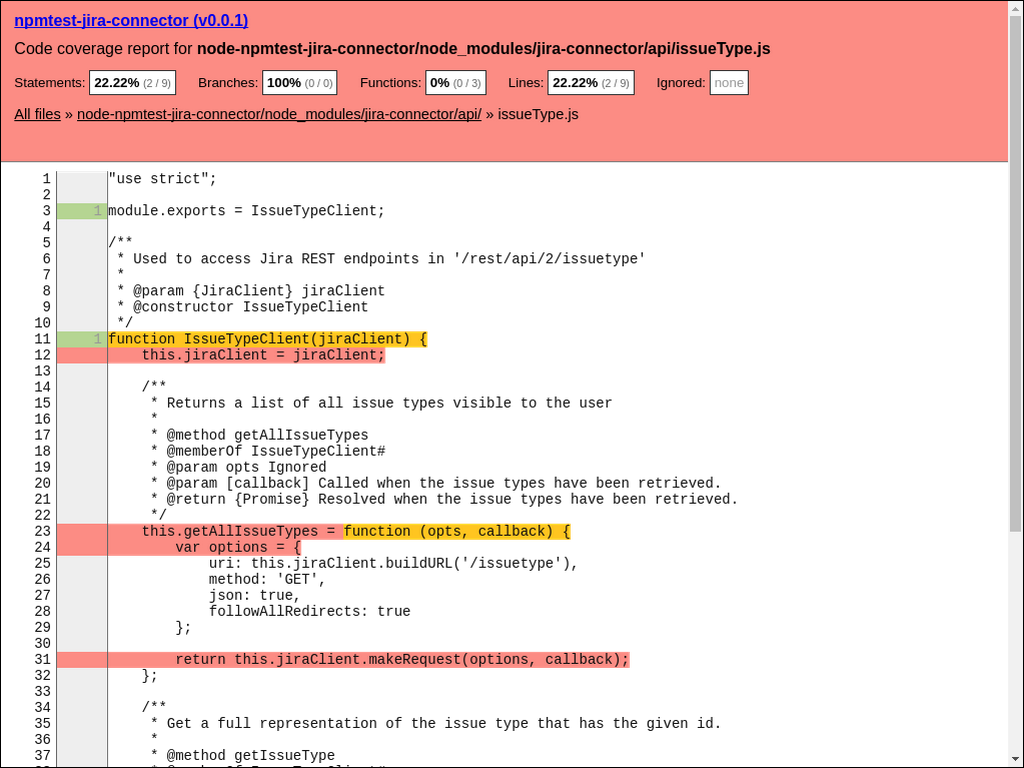 npmtest-jira-connector (v0.0.1)
Code coverage report for node-npmtest-jira-connector/node_modules/jira-connector/api/issueType.js
Statements: 22.22% (2 / 9) Branches: 100% (0 / 0) Functions: 0% (0 / 3) Lines: 22.22% (2 / 9) Ignored: none
All files » node-npmtest-jira-connector/node_modules/jira-connector/api/ » issueType.js
1 "use strict";
2
3 1 module.exports = IssueTypeClient;
4
5 /**
6  * Used to access Jira REST endpoints in '/rest/api/2/issuetype'
7  *
8  * @param {JiraClient} jiraClient
9  * @constructor IssueTypeClient
10  */
11 1 function IssueTypeClient(jiraClient) {
12     this.jiraClient = jiraClient;
13
14     /**
15      * Returns a list of all issue types visible to the user
16      *
17      * @method getAllIssueTypes
18      * @memberOf IssueTypeClient#
19      * @param opts Ignored
20      * @param [callback] Called when the issue types have been retrieved.
21      * @return {Promise} Resolved when the issue types have been retrieved.
22      */
23     this.getAllIssueTypes = function (opts, callback) {
24         var options = {
25             uri: this.jiraClient.buildURL('/issuetype'),
26             method: 'GET',
27             json: true,
28             followAllRedirects: true
29         };
30
31         return this.jiraClient.makeRequest(options, callback);
32     };
33
34     /**
35      * Get a full representation of the issue type that has the given id.
36      *
37      * @method getIssueType